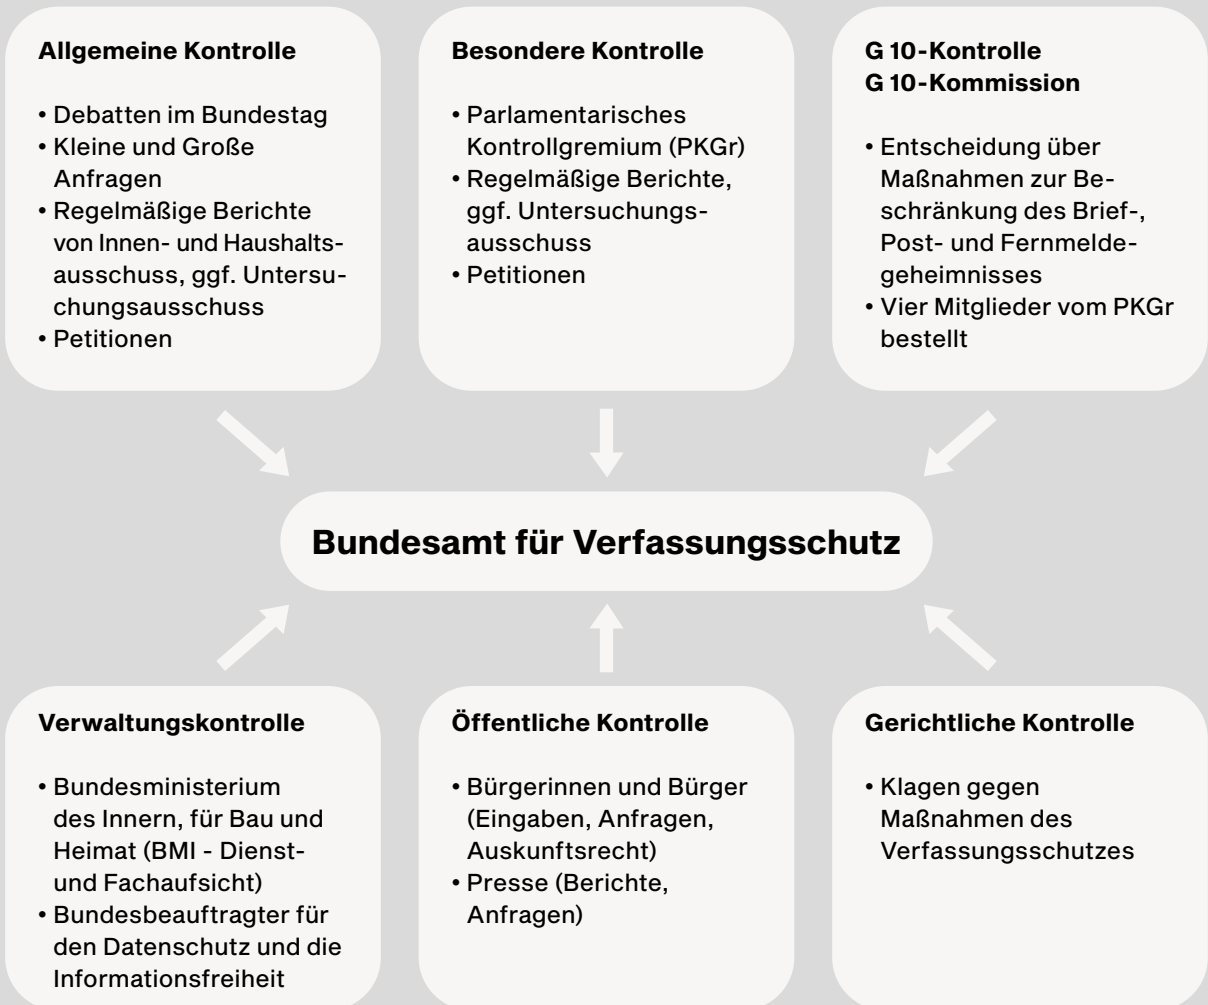 Allgemeine Kontrolle
• Debatten im Bundestag
• Kleine und Große
Anfragen
• Regelmäßige Berichte
von Innen- und Haushalts-
ausschuss, ggf. Untersu-
chungsausschuss
• Petitionen
Besondere Kontrolle
• Parlamentarisches
Kontrollgremium (PKGr)
• Regelmäßige Berichte,
ggf. Untersuchungs-
ausschuss
• Petitionen
G 10-Kontrolle
G 10-Kommission
• Entscheidung über
Maßnahmen zur Be-
schränkung des Brief-,
Post- und Fernmelde-
geheimnisses
• Vier Mitglieder vom PKGr
bestellt
Bundesamt für Verfassungsschutz
Verwaltungskontrolle
• Bundesministerium
des Innern, für Bau und
Heimat (BMI - Dienst-
und Fachaufsicht)
• Bundesbeauftragter für
den Datenschutz und die
Informationsfreiheit
Öffentliche Kontrolle
• Bürgerinnen und Bürger
(Eingaben, Anfragen,
Auskunftsrecht)
• Presse (Berichte,
Anfragen)
Gerichtliche Kontrolle
• Klagen gegen
Maßnahmen des
Verfassungsschutzes